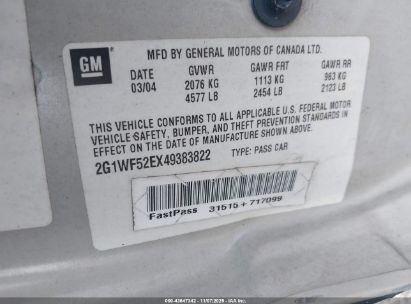 GM
MFD BY GENERAL MOTORS OF CANADA LTD.
DATE GVWR GAWR FRT GAWR RR
03/04 2076 KG 1113 KG 963 KG
4577 LB 2454 LB 2123 LB
THIS VEHICLE CONFORMS TO ALL APPLICABLE U.S. FEDERAL MOTOR
VEHICLE SAFETY, BUMPER, AND THEFT PREVENTION STANDARDS IN
EFFECT ON THE DATE OF MANUFACTURE SHOWN ABOVE.
2G1WF52EX49383822 TYPE: PASS CAR
FastPass 31515 + 717099